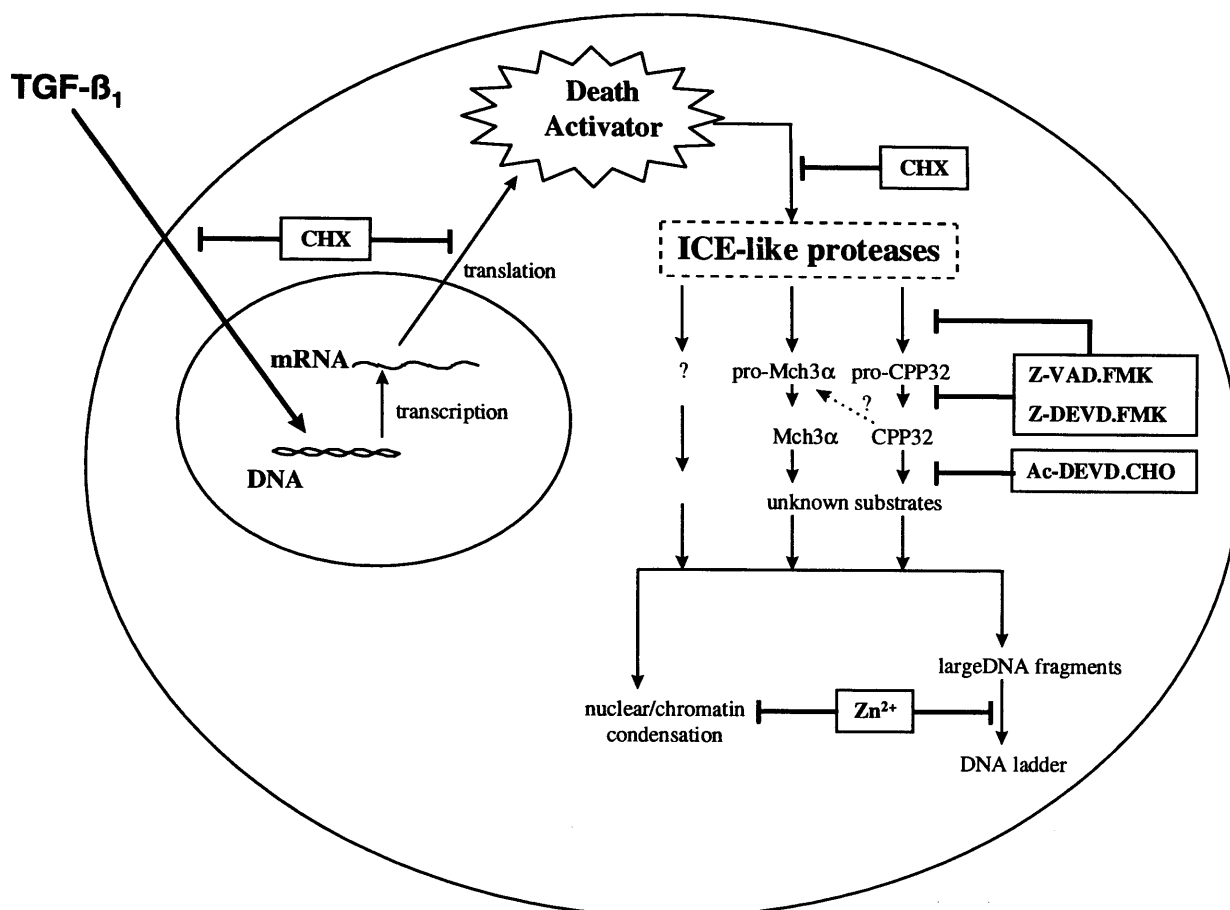 TGF-ß₁
Death
Activator
CHX
CHX
ICE-like proteases
translation
mRNA
transcription
DNA
?
pro-Mch3α
pro-CPP32
?
Mch3α
CPP32
Z-VAD.FMK
Z-DEVD.FMK
Ac-DEVD.CHO
unknown substrates
largeDNA fragments
nuclear/chromatin
condensation
Zn²⁺
DNA ladder